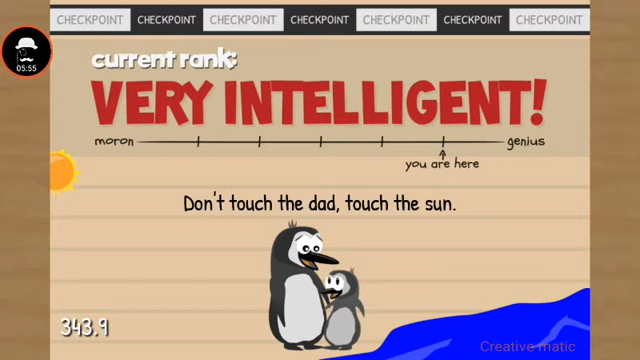 CHECKPOINT CHECKPOINT CHECKPOINT CHECKPOINT CHECKPOINT CHECKPOINT CHECKPOINT
05:55
current rank:
VERY INTELLIGENT!
moron genius
you are here
Don't touch the dad, touch the sun.
343.9
Creative matic